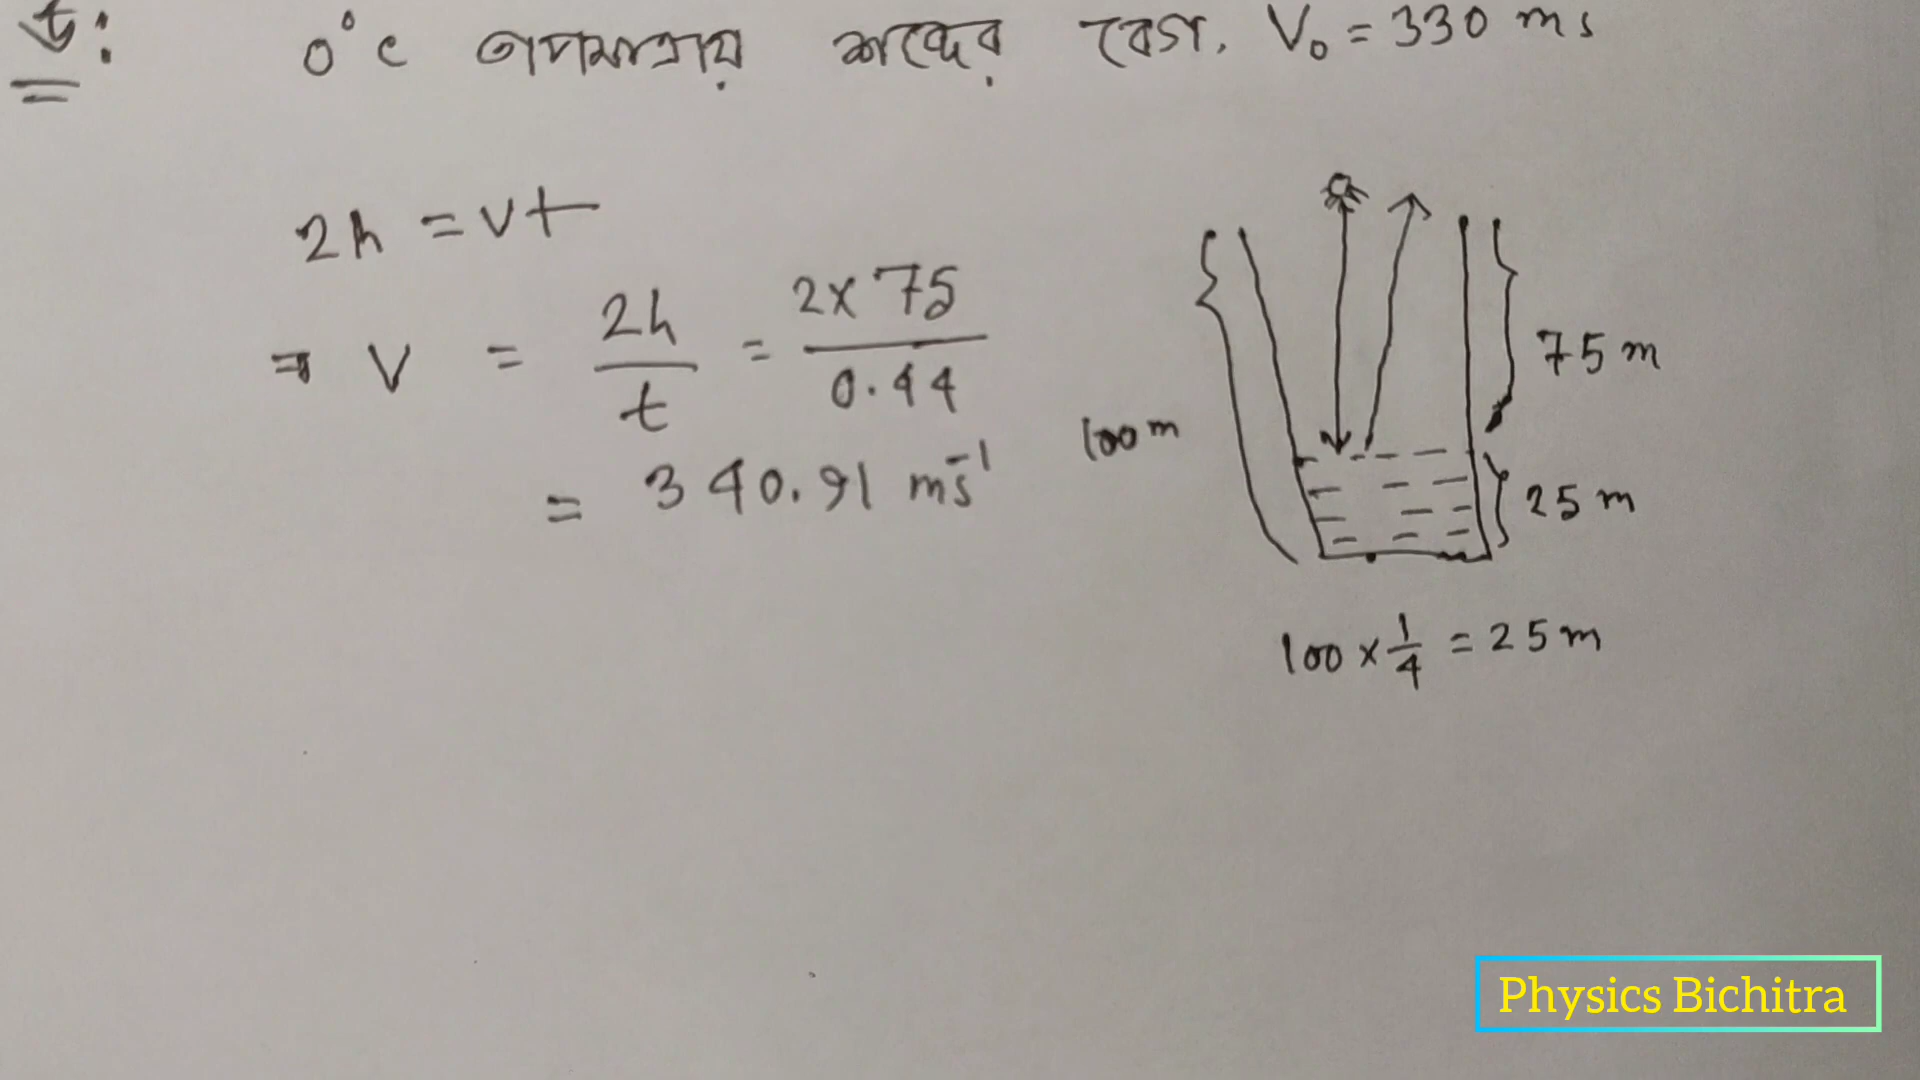 উ:
0°c তাপমাত্রায় শব্দের বেগ, V₀ = 330 ms
2h = vt
⇒ V = 2h/t = (2 x 75)/0.44
= 340.91 ms⁻¹
100 m
75 m
25 m
100 x 1/4 = 25 m
Physics Bichitra